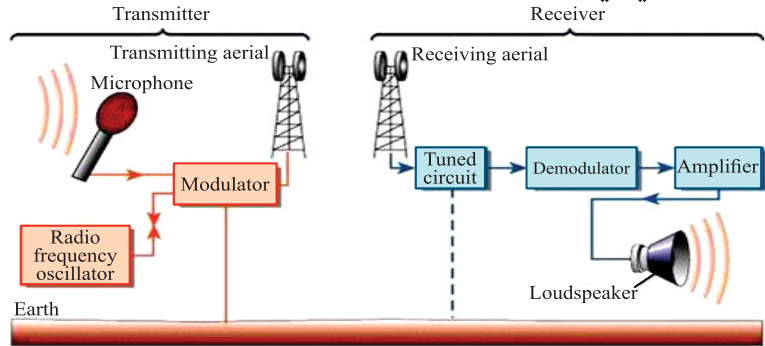 Transmitter
Receiver
Transmitting aerial
Receiving aerial
Microphone
Modulator
Radio
frequency
oscillator
Tuned
circuit
Demodulator
Amplifier
Loudspeaker
Earth